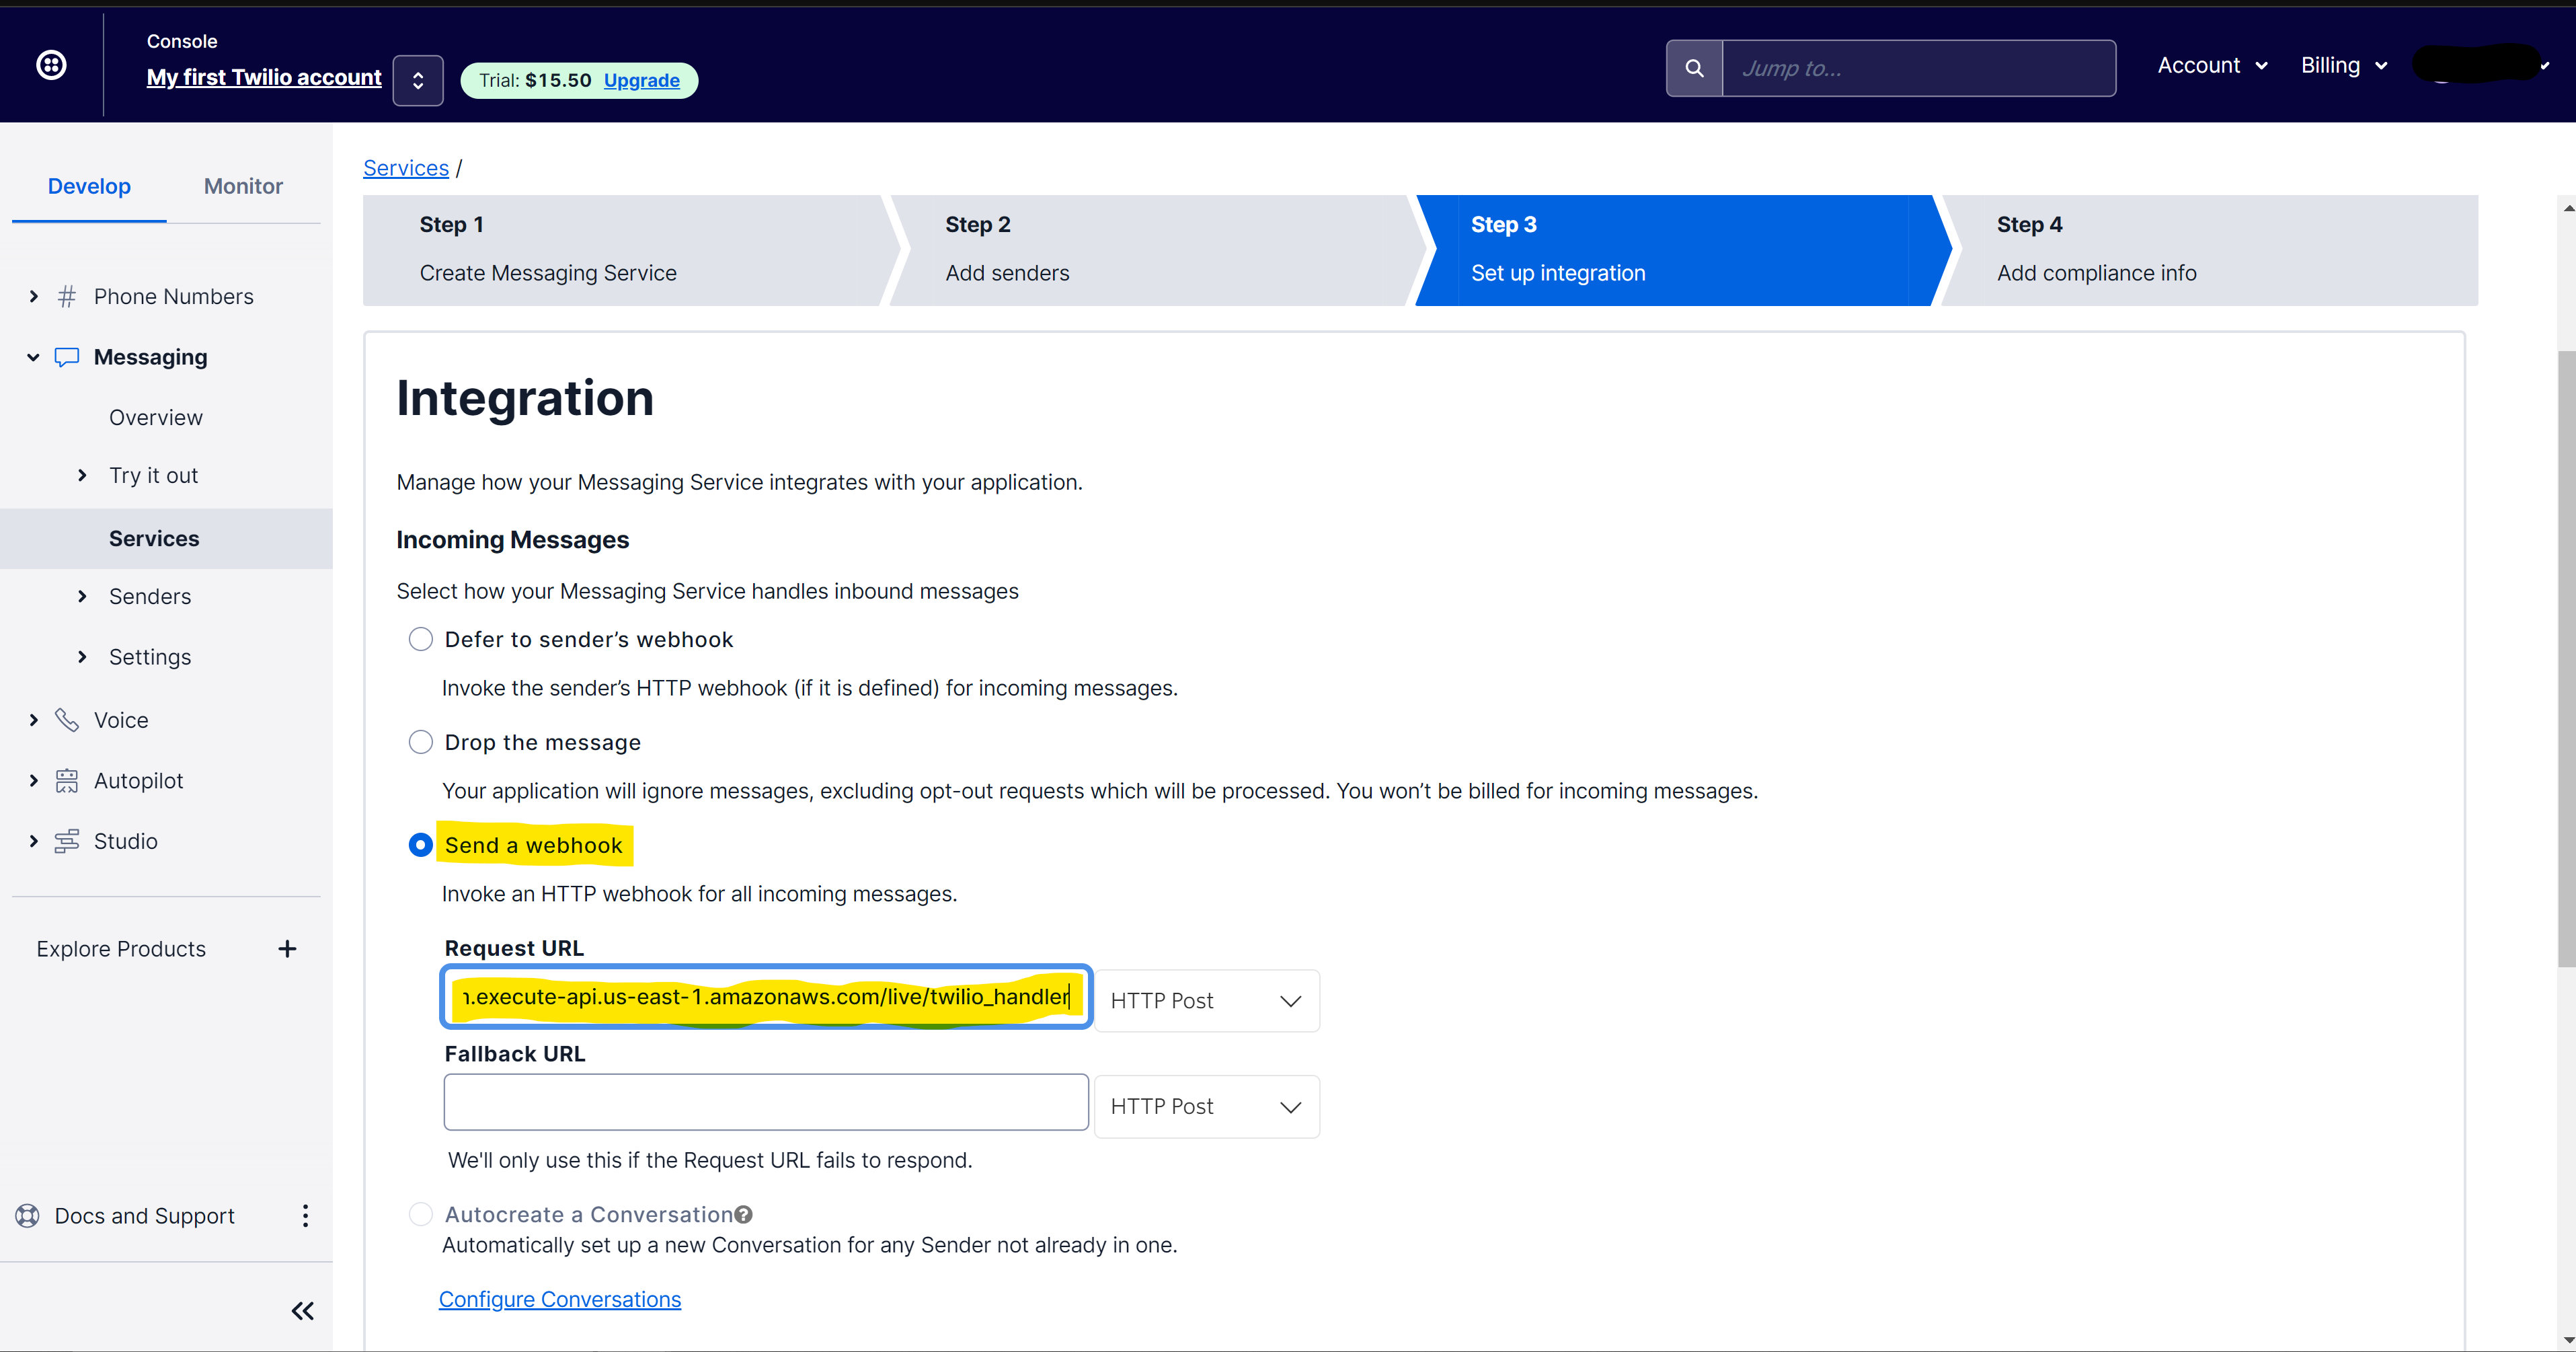 Console
My first Twilio account
Trial: $15.50 Upgrade
Jump to...
Account
Billing
Develop
Monitor
Phone Numbers
Messaging
Overview
Try it out
Services
Senders
Settings
Voice
Autopilot
Studio
Explore Products
Docs and Support
Services /
Step 1
Create Messaging Service
Step 2
Add senders
Step 3
Set up integration
Step 4
Add compliance info
Integration
Manage how your Messaging Service integrates with your application.
Incoming Messages
Select how your Messaging Service handles inbound messages
Defer to sender’s webhook
Invoke the sender’s HTTP webhook (if it is defined) for incoming messages.
Drop the message
Your application will ignore messages, excluding opt-out requests which will be processed. You won’t be billed for incoming messages.
Send a webhook
Invoke an HTTP webhook for all incoming messages.
Request URL
.execute-api.us-east-1.amazonaws.com/live/twilio_handler
HTTP Post
Fallback URL
HTTP Post
We'll only use this if the Request URL fails to respond.
Autocreate a Conversation
Automatically set up a new Conversation for any Sender not already in one.
Configure Conversations